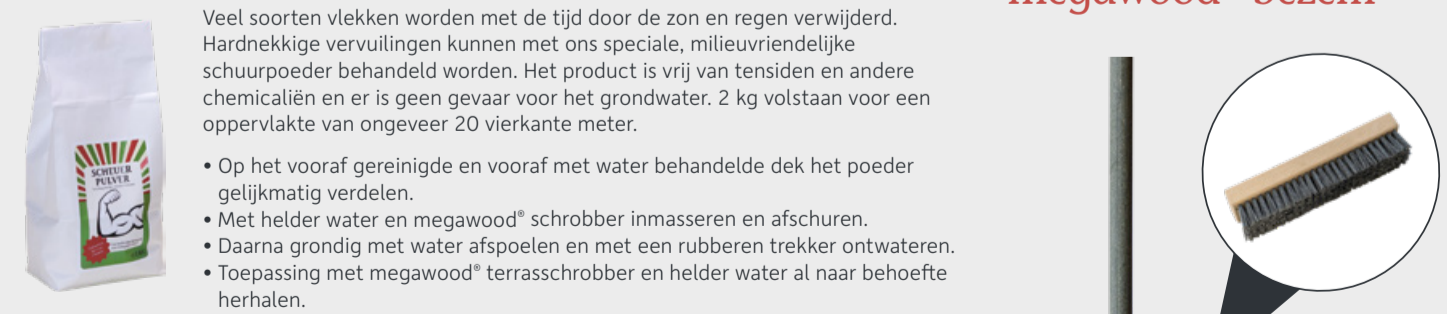 megawood® bezem
Veel soorten vlekken worden met de tijd door de zon en regen verwijderd.
Hardnekkige vervuilingen kunnen met ons speciale, milieuvriendelijke
schuurpoeder behandeld worden. Het product is vrij van tensiden en andere
chemicaliën en er is geen gevaar voor het grondwater. 2 kg volstaan voor een
oppervlakte van ongeveer 20 vierkante meter.
• Op het vooraf gereinigde en vooraf met water behandelde dek het poeder
gelijkmatig verdelen.
• Met helder water en megawood® schrobber inmasseren en afschuren.
• Daarna grondig met water afspoelen en met een rubberen trekker ontwateren.
• Toepassing met megawood® terrasschrobber en helder water al naar behoefte
herhalen.
SCHEUER
PULVER